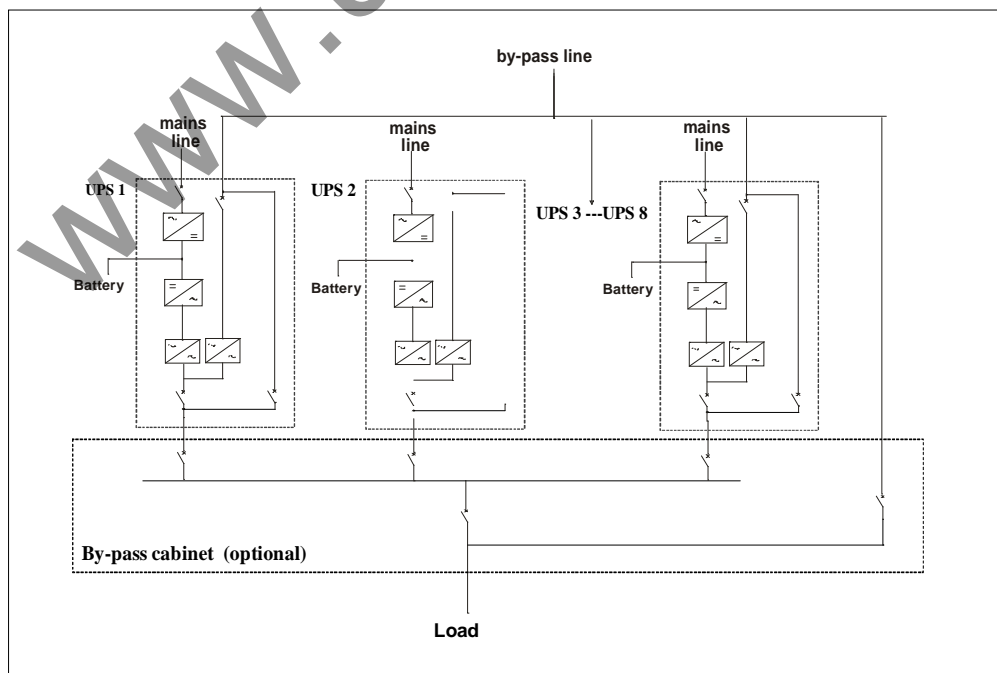 www.
by-pass line
mains
line
mains
line
mains
line
UPS 1
UPS 2
UPS 3 ---UPS 8
Battery
Battery
Battery
By-pass cabinet (optional)
Load